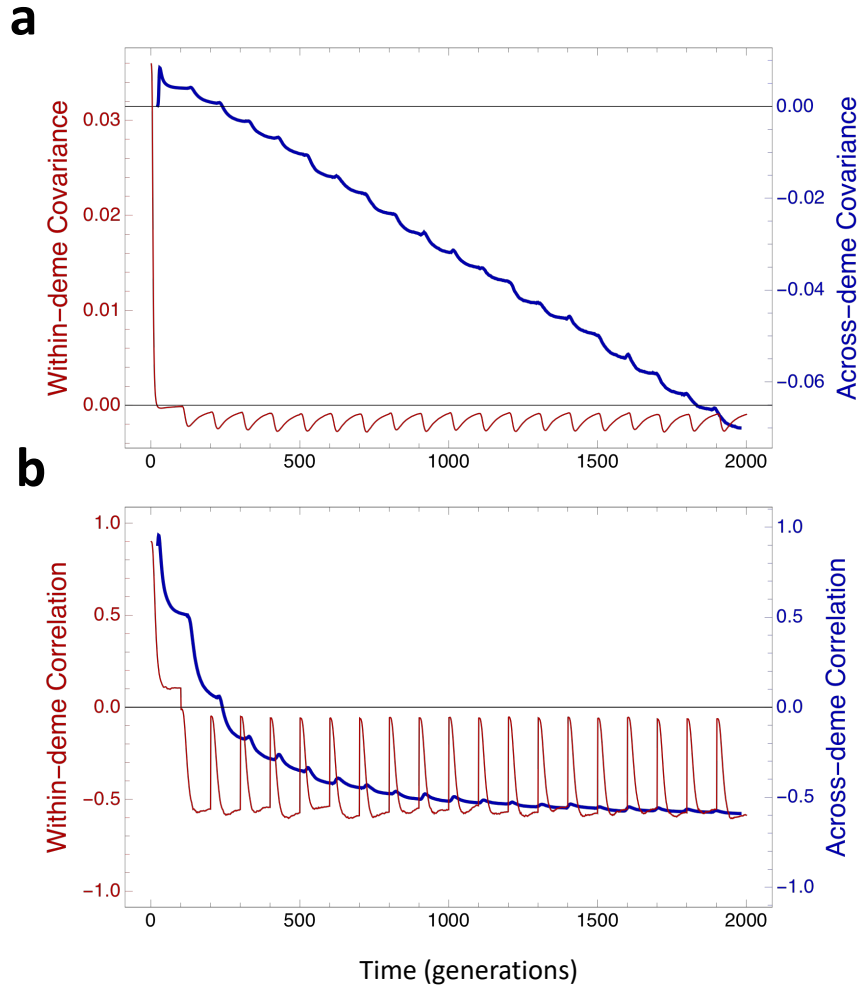 a
Within-deme Covariance
0.03
0.02
0.01
0.00
0.00
-0.02
-0.04
-0.06
Across-deme Covariance
0 500 1000 1500 2000
b
Within-deme Correlation
1.0
0.5
0.0
-0.5
-1.0
1.0
0.5
0.0
-0.5
-1.0
Across-deme Correlation
0 500 1000 1500 2000
Time (generations)